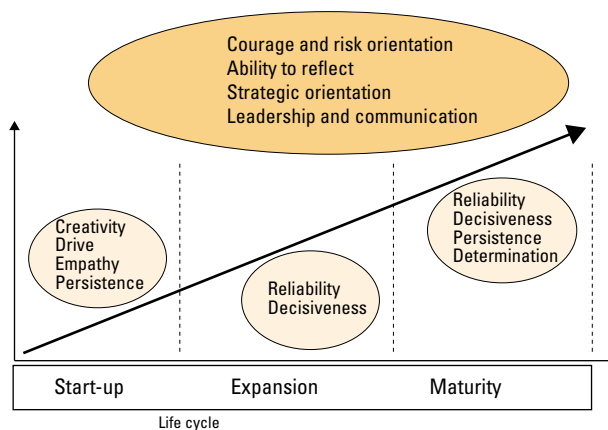 Courage and risk orientation
Ability to reflect
Strategic orientation
Leadership and communication
Creativity
Drive
Empathy
Persistence
Reliability
Decisiveness
Reliability
Decisiveness
Persistence
Determination
Start-up
Expansion
Maturity
Life cycle